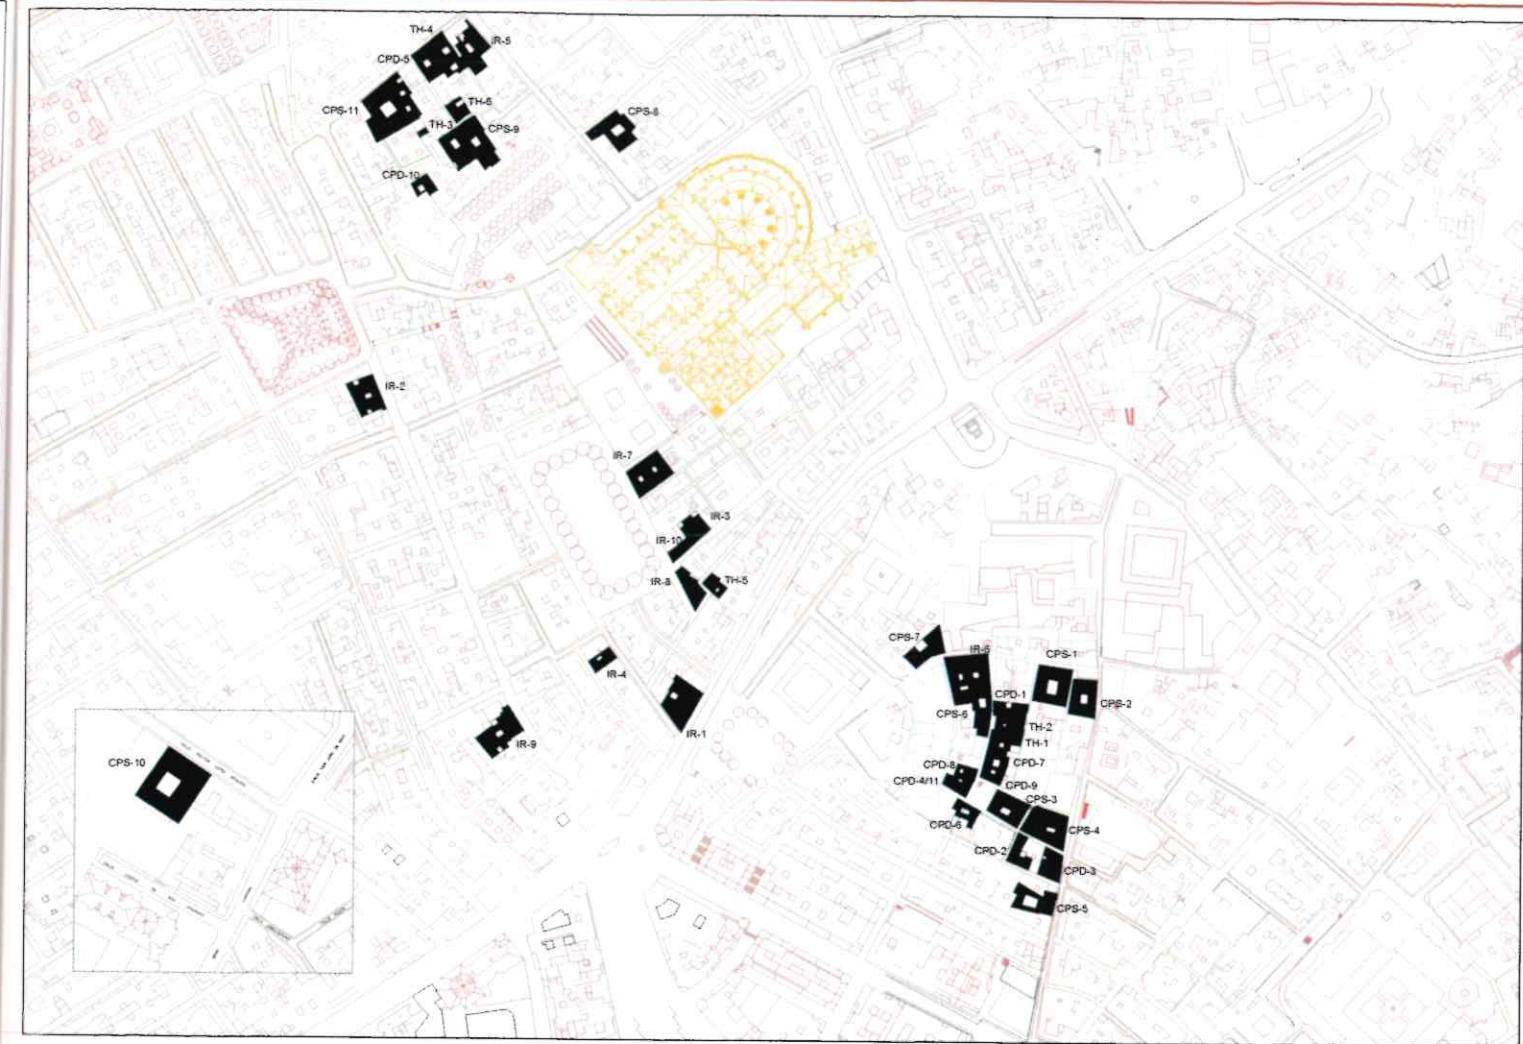 TH-4
IR-5
CPD-5
CPS-11
TH-6
TH-3
CPS-9
CPS-8
CPD-10
IR-2
IR-7
IR-3
IR-10
IR-8
TH-5
IR-4
IR-1
IR-9
CPS-7
IR-6
CPS-1
CPD-1
CPS-2
CPS-6
TH-2
TH-1
CPD-8
CPD-7
CPD-4/11
CPD-9
CPS-3
CPD-6
CPS-4
CPD-2
CPD-3
CPS-5
CPS-10